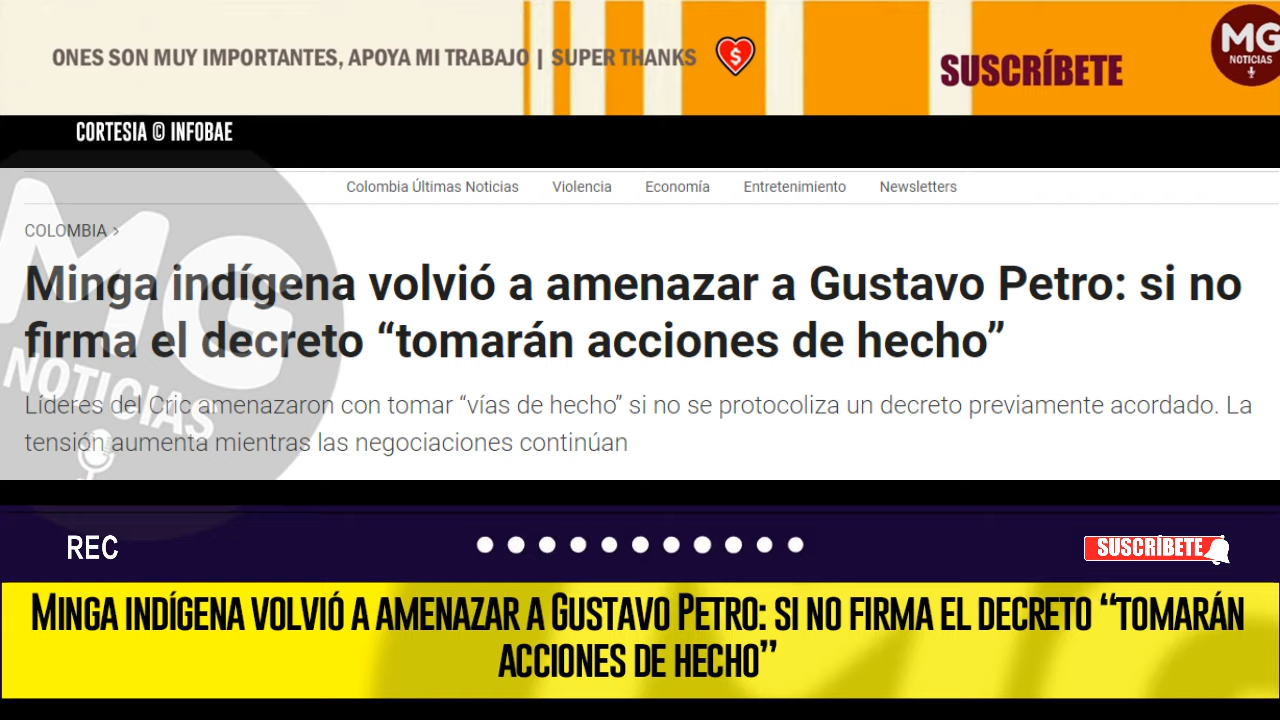 ONES SON MUY IMPORTANTES, APOYA MI TRABAJO | SUPER THANKS
$
SUSCRÍBETE
MG
NOTICIAS
CORTESIA © INFOBAE
Colombia Últimas Noticias Violencia Economía Entretenimiento Newsletters
COLOMBIA >
Minga indígena volvió a amenazar a Gustavo Petro: si no
firma el decreto “tomarán acciones de hecho”
Líderes del Cric amenazaron con tomar “vías de hecho” si no se protocoliza un decreto previamente acordado. La
tensión aumenta mientras las negociaciones continúan
MG
NOTICIAS
REC
SUSCRÍBETE
MINGA INDÍGENA VOLVIÓ A AMENAZAR A GUSTAVO PETRO: SI NO FIRMA EL DECRETO “TOMARÁN
ACCIONES DE HECHO”